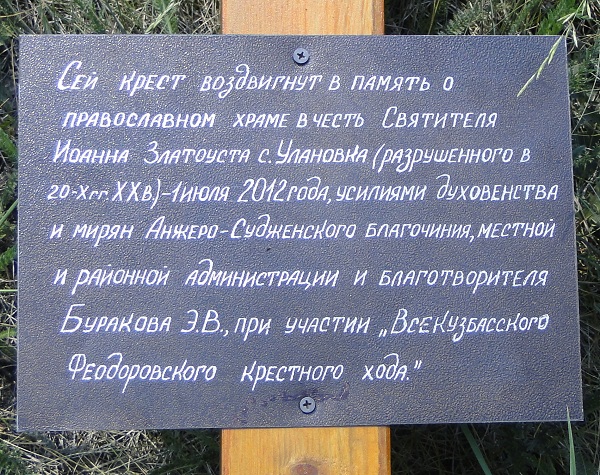 Сей крест воздвигнут в память о
православном храме в честь Святителя
Иоанна Златоуста с. Улановка (разрушенного в
20-х гг. XX в.) - 1 июля 2012 года, усилиями духовенства
и мирян Анжеро-Судженского благочиния, местной
и районной администрации и благотворителя
Буракова Э.В., при участии „Всекузбасского
Феодоровского крестного хода."